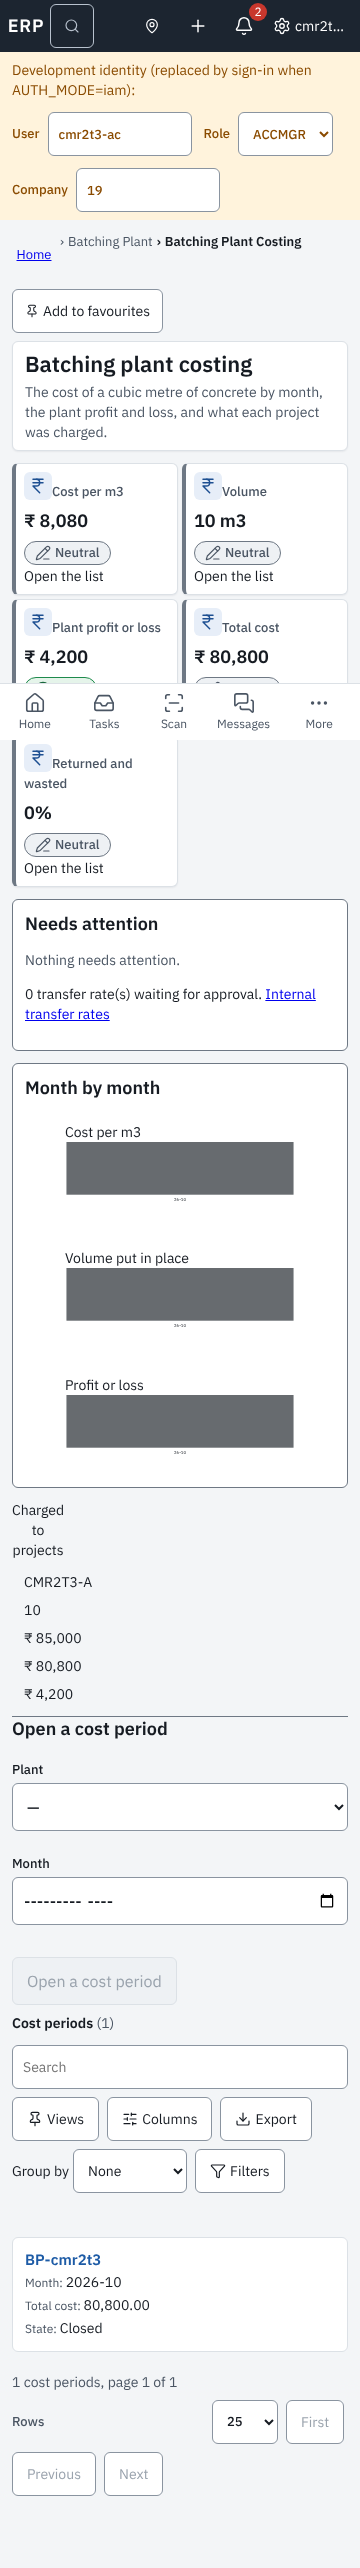 ERP
2
cmr2t...
Development identity (replaced by sign-in when
AUTH_MODE=iam):
User cmr2t3-ac Role ACCMGR
Company 19
Home › Batching Plant › Batching Plant Costing
Add to favourites
Batching plant costing
The cost of a cubic metre of concrete by month,
the plant profit and loss, and what each project
was charged.
Cost per m3
₹ 8,080
Neutral
Open the list
Volume
10 m3
Neutral
Open the list
Plant profit or loss
₹ 4,200
Total cost
₹ 80,800
Home Tasks Scan Messages More
Returned and
wasted
0%
Neutral
Open the list
Needs attention
Nothing needs attention.
0 transfer rate(s) waiting for approval. Internal
transfer rates
Month by month
Cost per m3
26-10
Volume put in place
26-10
Profit or loss
26-10
Charged
to
projects
CMR2T3-A
10
₹ 85,000
₹ 80,800
₹ 4,200
Open a cost period
Plant
—
Month
--------- ----
Open a cost period
Cost periods (1)
Search
Views Columns Export
Group by None Filters
BP-cmr2t3
Month: 2026-10
Total cost: 80,800.00
State: Closed
1 cost periods, page 1 of 1
Rows 25 First
Previous Next